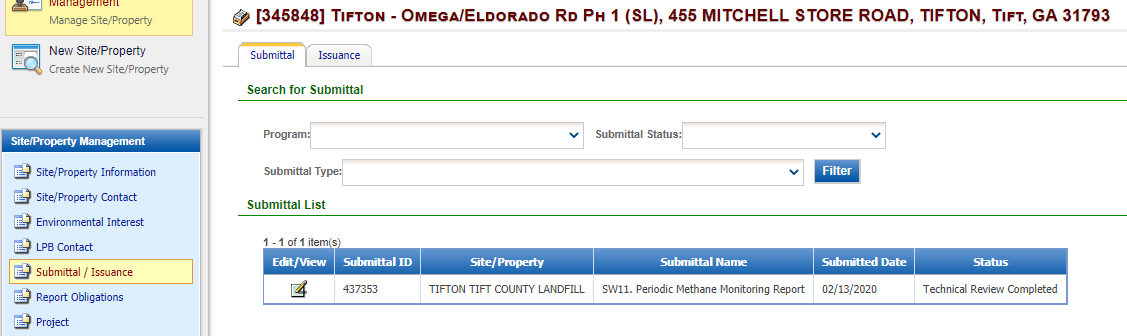 Management
Manage Site/Property
New Site/Property
Create New Site/Property
Site/Property Management
Site/Property Information
Site/Property Contact
Environmental Interest
LPB Contact
Submittal / Issuance
Report Obligations
Project
[345848] Tifton - Omega/Eldorado Rd Ph 1 (SL), 455 MITCHELL STORE ROAD, TIFTON, Tift, GA 31793
Submittal Issuance
Search for Submittal
Program: Submittal Status:
Submittal Type: Filter
Submittal List
1 - 1 of 1 item(s)
Edit/View Submittal ID Site/Property Submittal Name Submitted Date Status
437353 TIFTON TIFT COUNTY LANDFILL SW11. Periodic Methane Monitoring Report 02/13/2020 Technical Review Completed